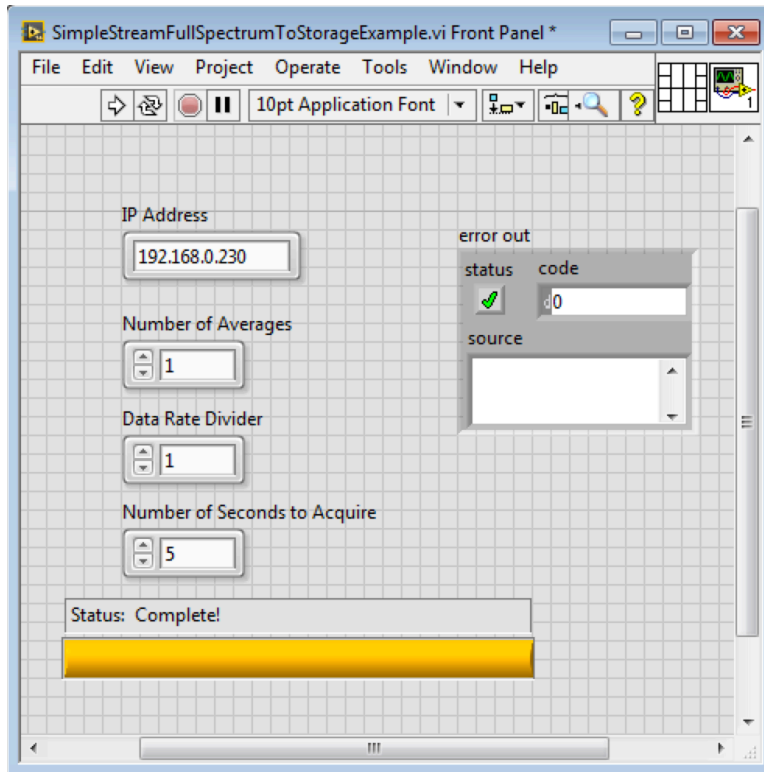 SimpleStreamFullSpectrumToStorageExample.vi Front Panel *
File Edit View Project Operate Tools Window Help
10pt Application Font
1
IP Address
192.168.0.230
error out
status code
d 0
source
Number of Averages
1
Data Rate Divider
1
Number of Seconds to Acquire
5
Status: Complete!